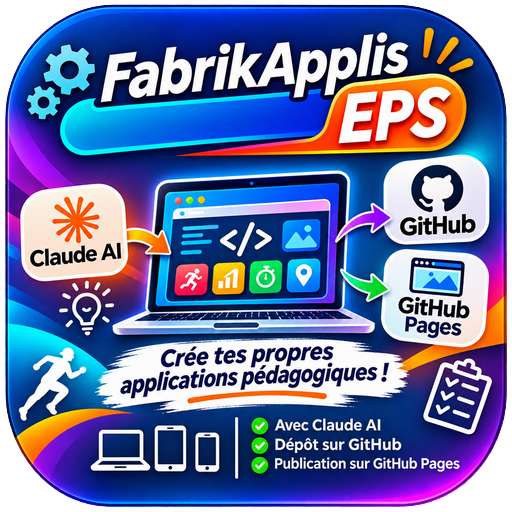 FabrikApplis
EPS
Claude AI
</>
GitHub
GitHub
Pages
Crée tes propres
applications pédagogiques !
Avec Claude AI
Dépôt sur GitHub
Publication sur GitHub Pages